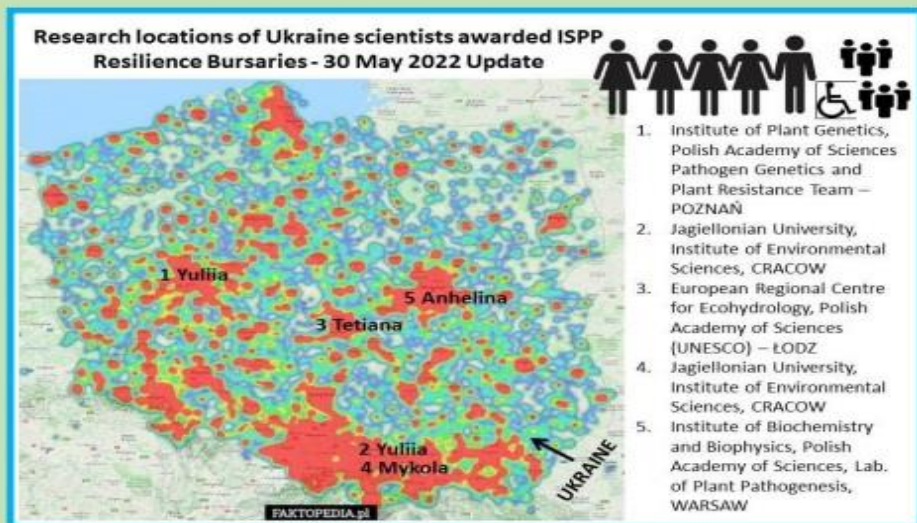 Research locations of Ukraine scientists awarded ISPP
Resilience Bursaries - 30 May 2022 Update
1 Yuliia
5 Anhelina
3 Tetiana
2 Yuliia
4 Mykola
UKRAINE
FAKTOPEDIA.pl
1. Institute of Plant Genetics,
Polish Academy of Sciences
Pathogen Genetics and
Plant Resistance Team –
POZNAŃ
2. Jagiellonian University,
Institute of Environmental
Sciences, CRACOW
3. European Regional Centre
for Ecohydrology, Polish
Academy of Sciences
(UNESCO) – ŁODZ
4. Jagiellonian University,
Institute of Environmental
Sciences, CRACOW
5. Institute of Biochemistry
and Biophysics, Polish
Academy of Sciences, Lab.
of Plant Pathogenesis,
WARSAW